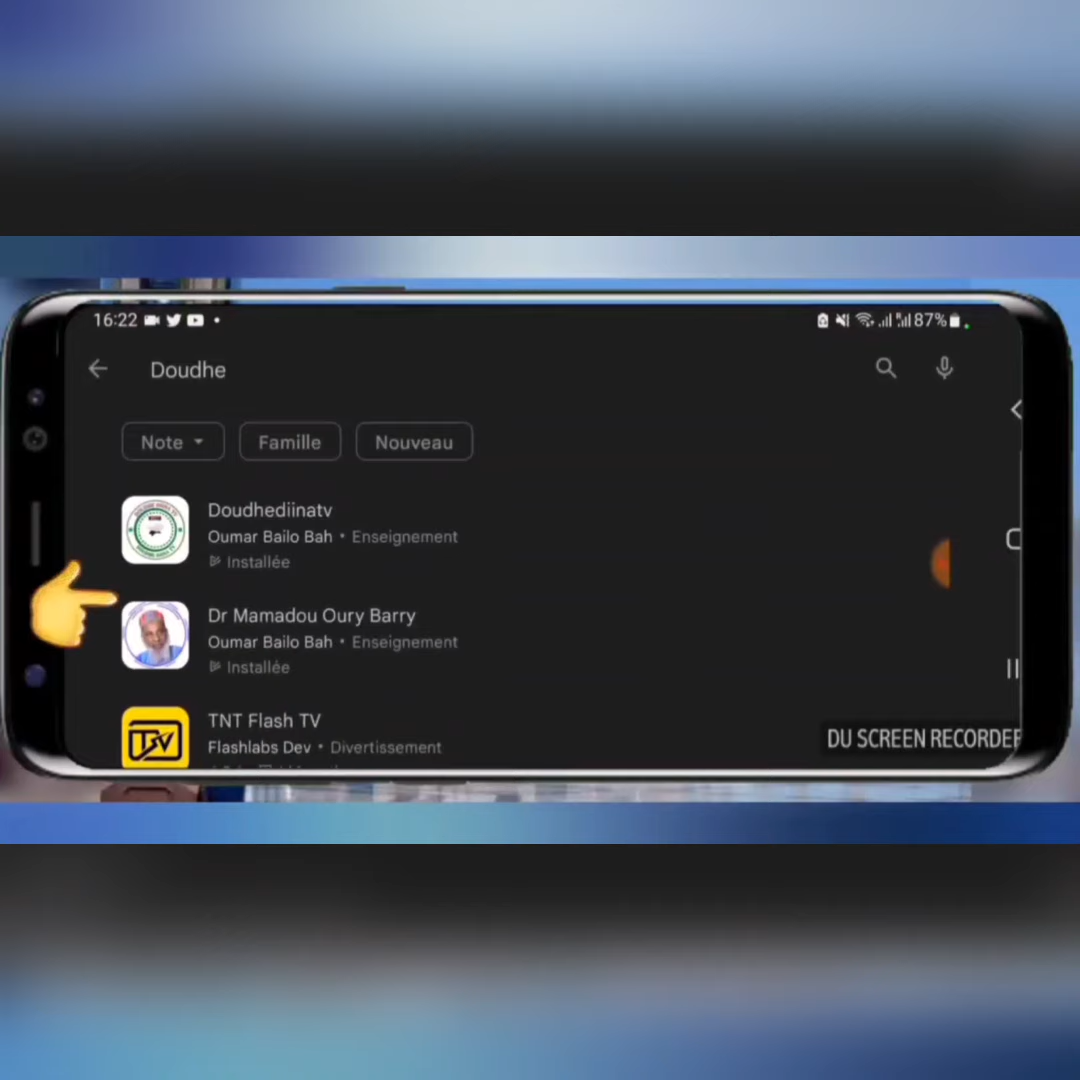 16:22
87%
Doudhe
Note
Famille
Nouveau
Doudhediinatv
Oumar Bailo Bah • Enseignement
Installée
Dr Mamadou Oury Barry
Oumar Bailo Bah • Enseignement
Installée
TNT Flash TV
Flashlabs Dev • Divertissement
DU SCREEN RECORDER